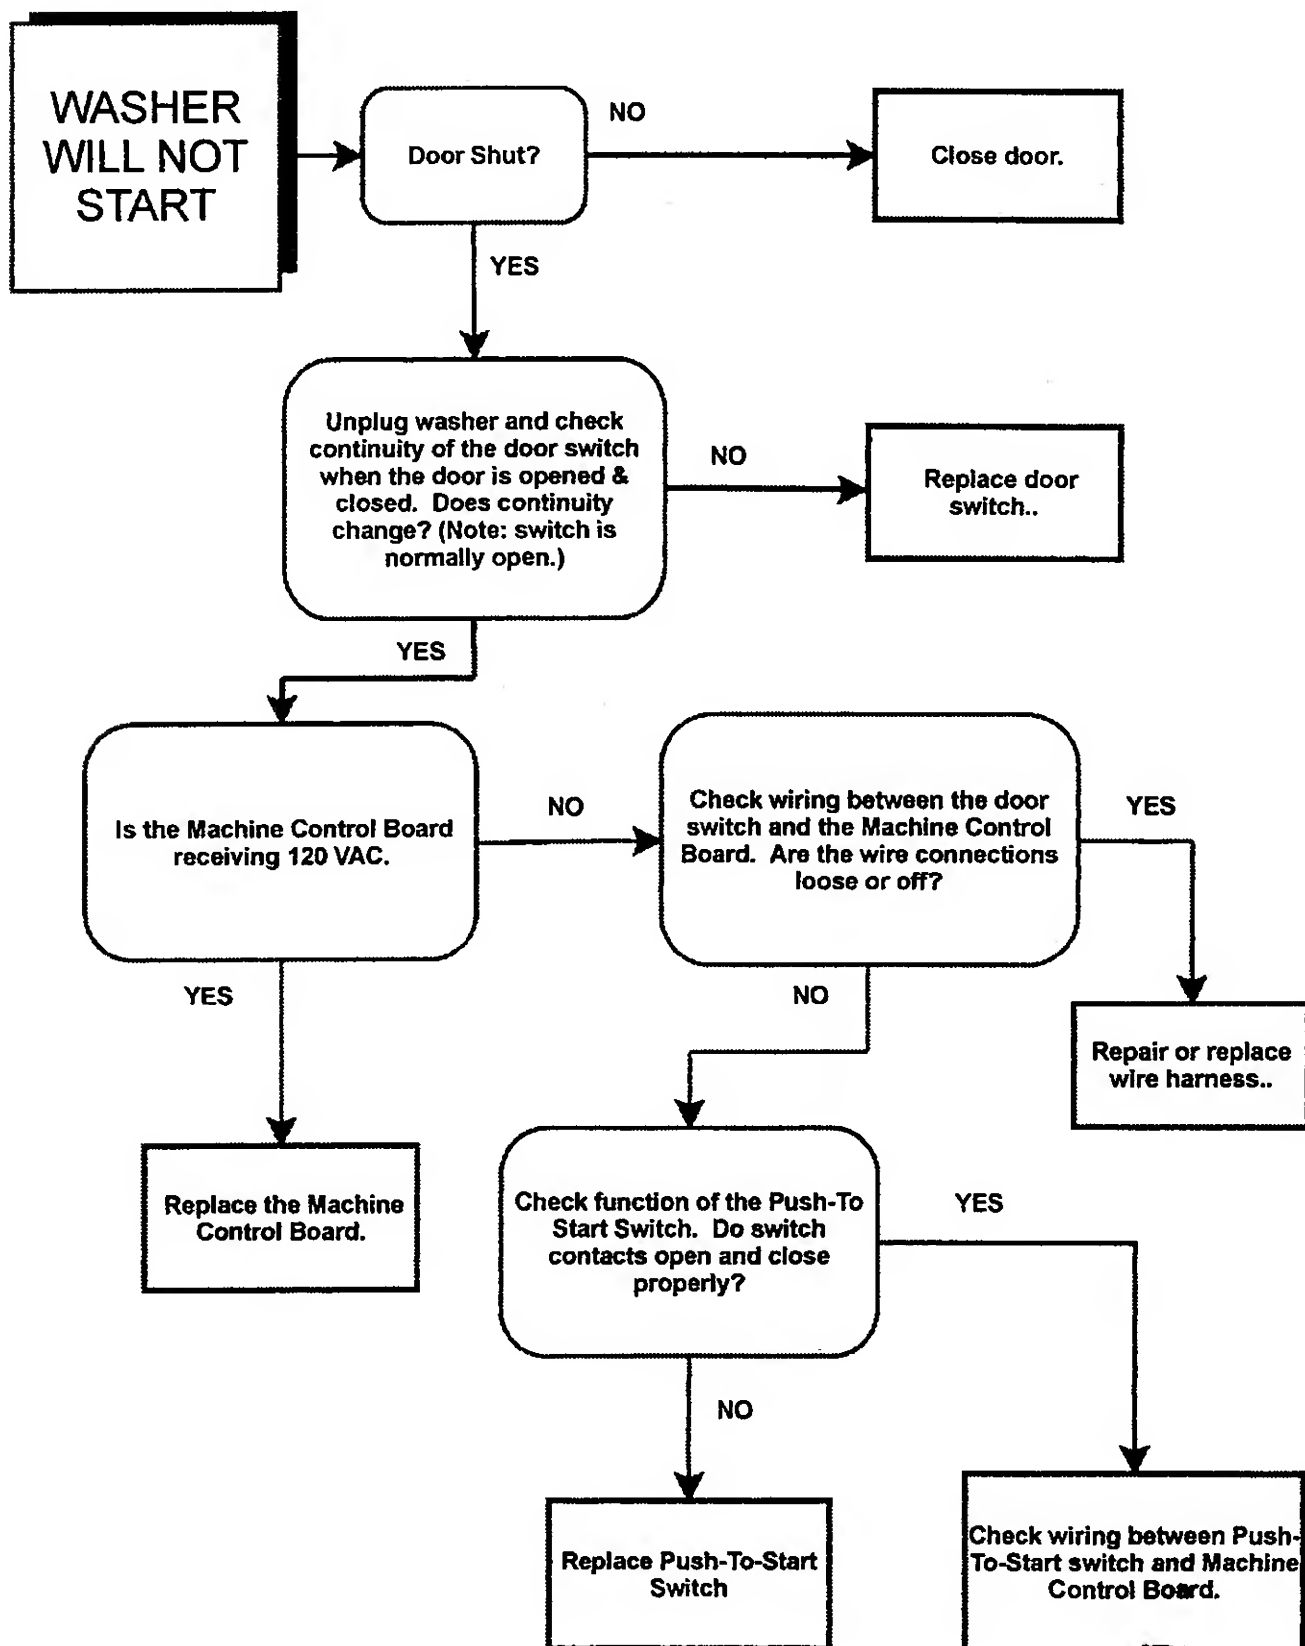 WASHER
WILL NOT
START
Door Shut?
NO
Close door.
YES
Unplug washer and check
continuity of the door switch
when the door is opened &
closed.  Does continuity
change? (Note: switch is
normally open.)
NO
Replace door
switch..
YES
Is the Machine Control Board
receiving 120 VAC.
NO
Check wiring between the door
switch and the Machine Control
Board.  Are the wire connections
loose or off?
YES
YES
NO
Repair or replace
wire harness..
Replace the Machine
Control Board.
Check function of the Push-To
Start Switch.  Do switch
contacts open and close
properly?
YES
NO
Replace Push-To-Start
Switch
Check wiring between Push-
To-Start switch and Machine
Control Board.